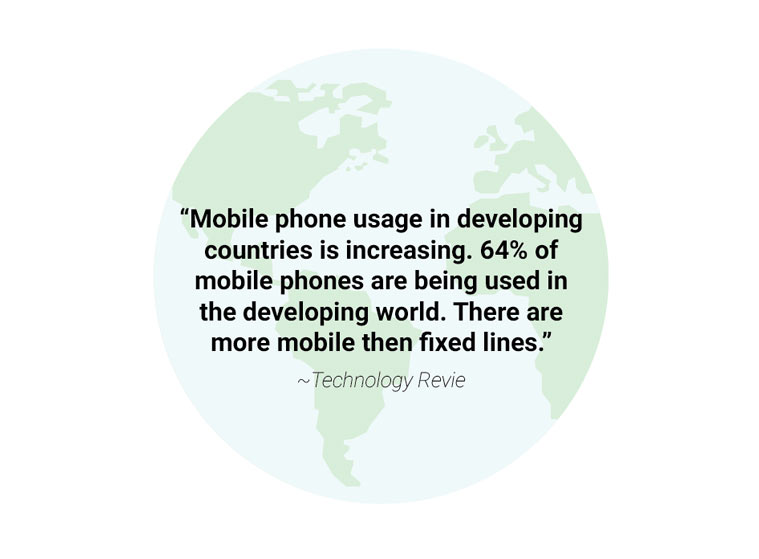 “Mobile phone usage in developing
countries is increasing. 64% of
mobile phones are being used in
the developing world. There are
more mobile then fixed lines.”
~Technology Revie